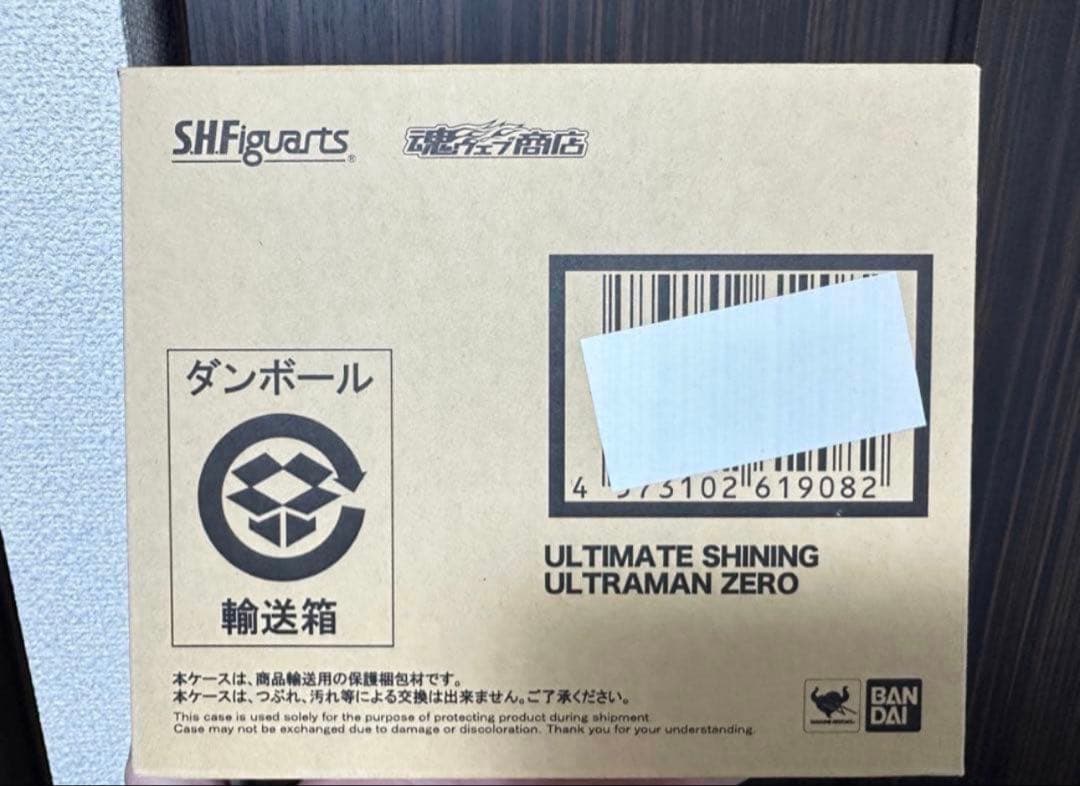 S.H.Figuarts®
魂ウェブ商店
4 573102 619082
ULTIMATE SHINING
ULTRAMAN ZERO
ダンボール
輸送箱
本ケースは、商品輸送用の保護梱包材です。
本ケースは、つぶれ、汚れ等による交換は出来ません。ご了承ください。
This case is used solely for the purpose of protecting product during shipment.
Case may not be exchanged due to damage or discoloration. Thank you for your understanding.
BAN
DAI